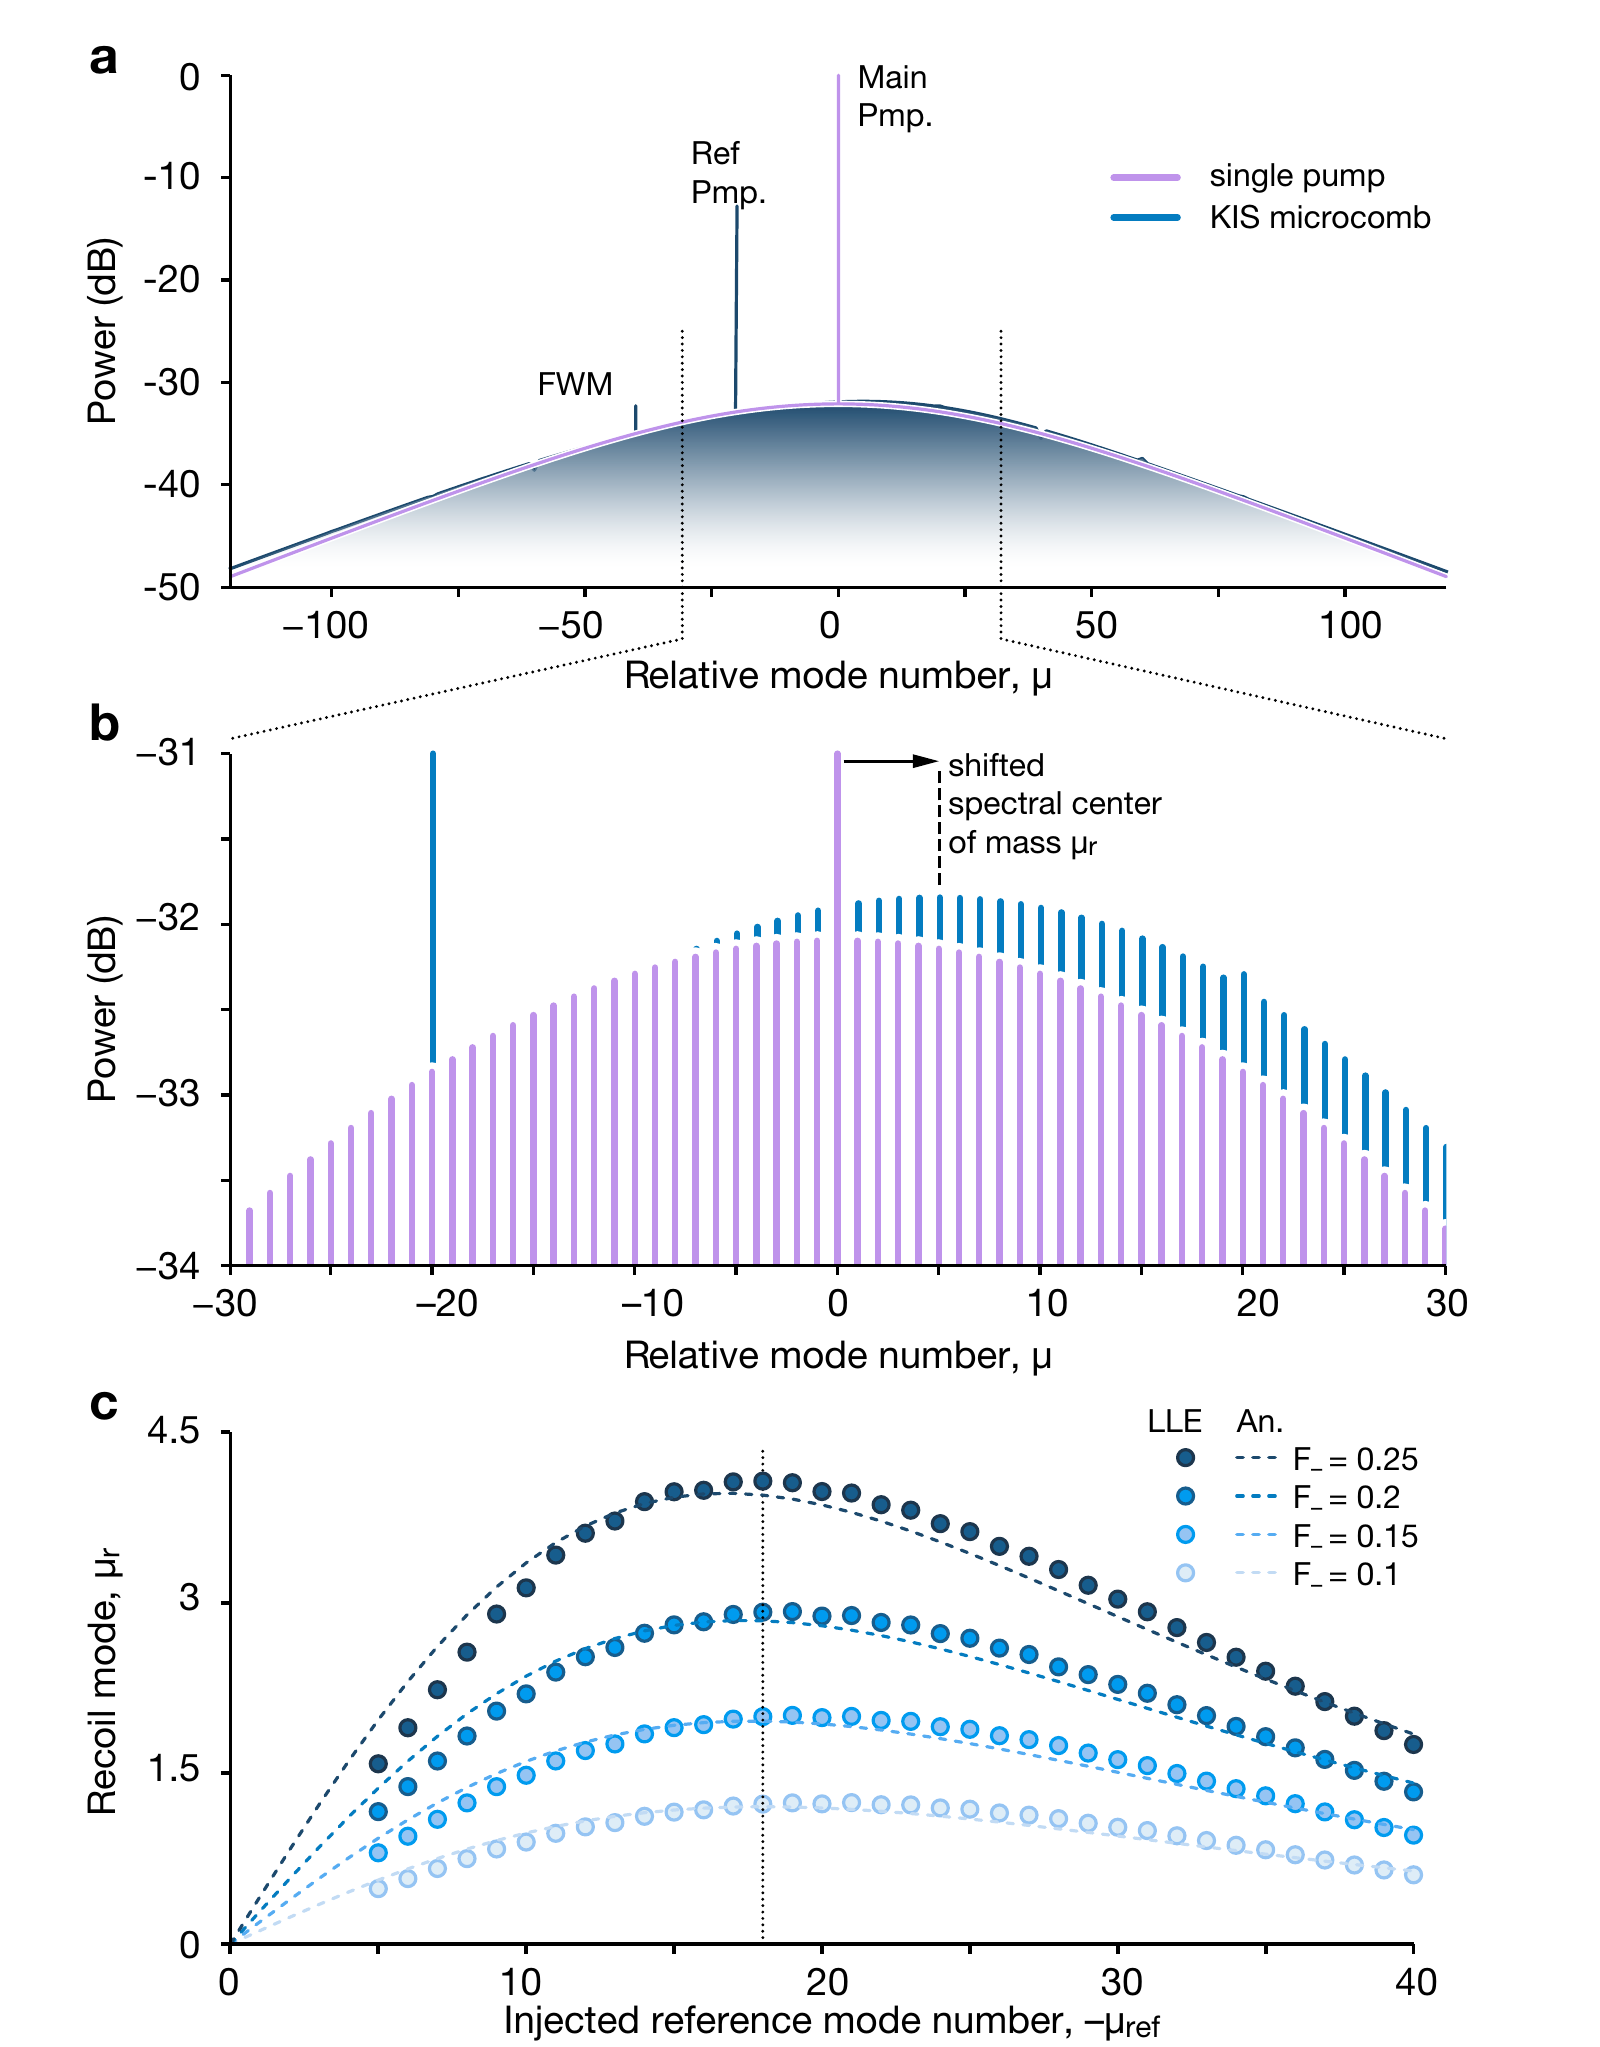 a
0
-10
-20
-30
-40
-50
Power (dB)
Main
Pmp.
Ref
Pmp.
FWM
single pump
KIS microcomb
–100
–50
0
50
100
Relative mode number, μ
b
–31
–32
–33
–34
Power (dB)
shifted
spectral center
of mass μr
–30
–20
–10
0
10
20
30
Relative mode number, μ
c
4.5
3
1.5
0
Recoil mode, μr
LLE An.
F– = 0.25
F– = 0.2
F– = 0.15
F– = 0.1
0
10
20
30
40
Injected reference mode number, –μref